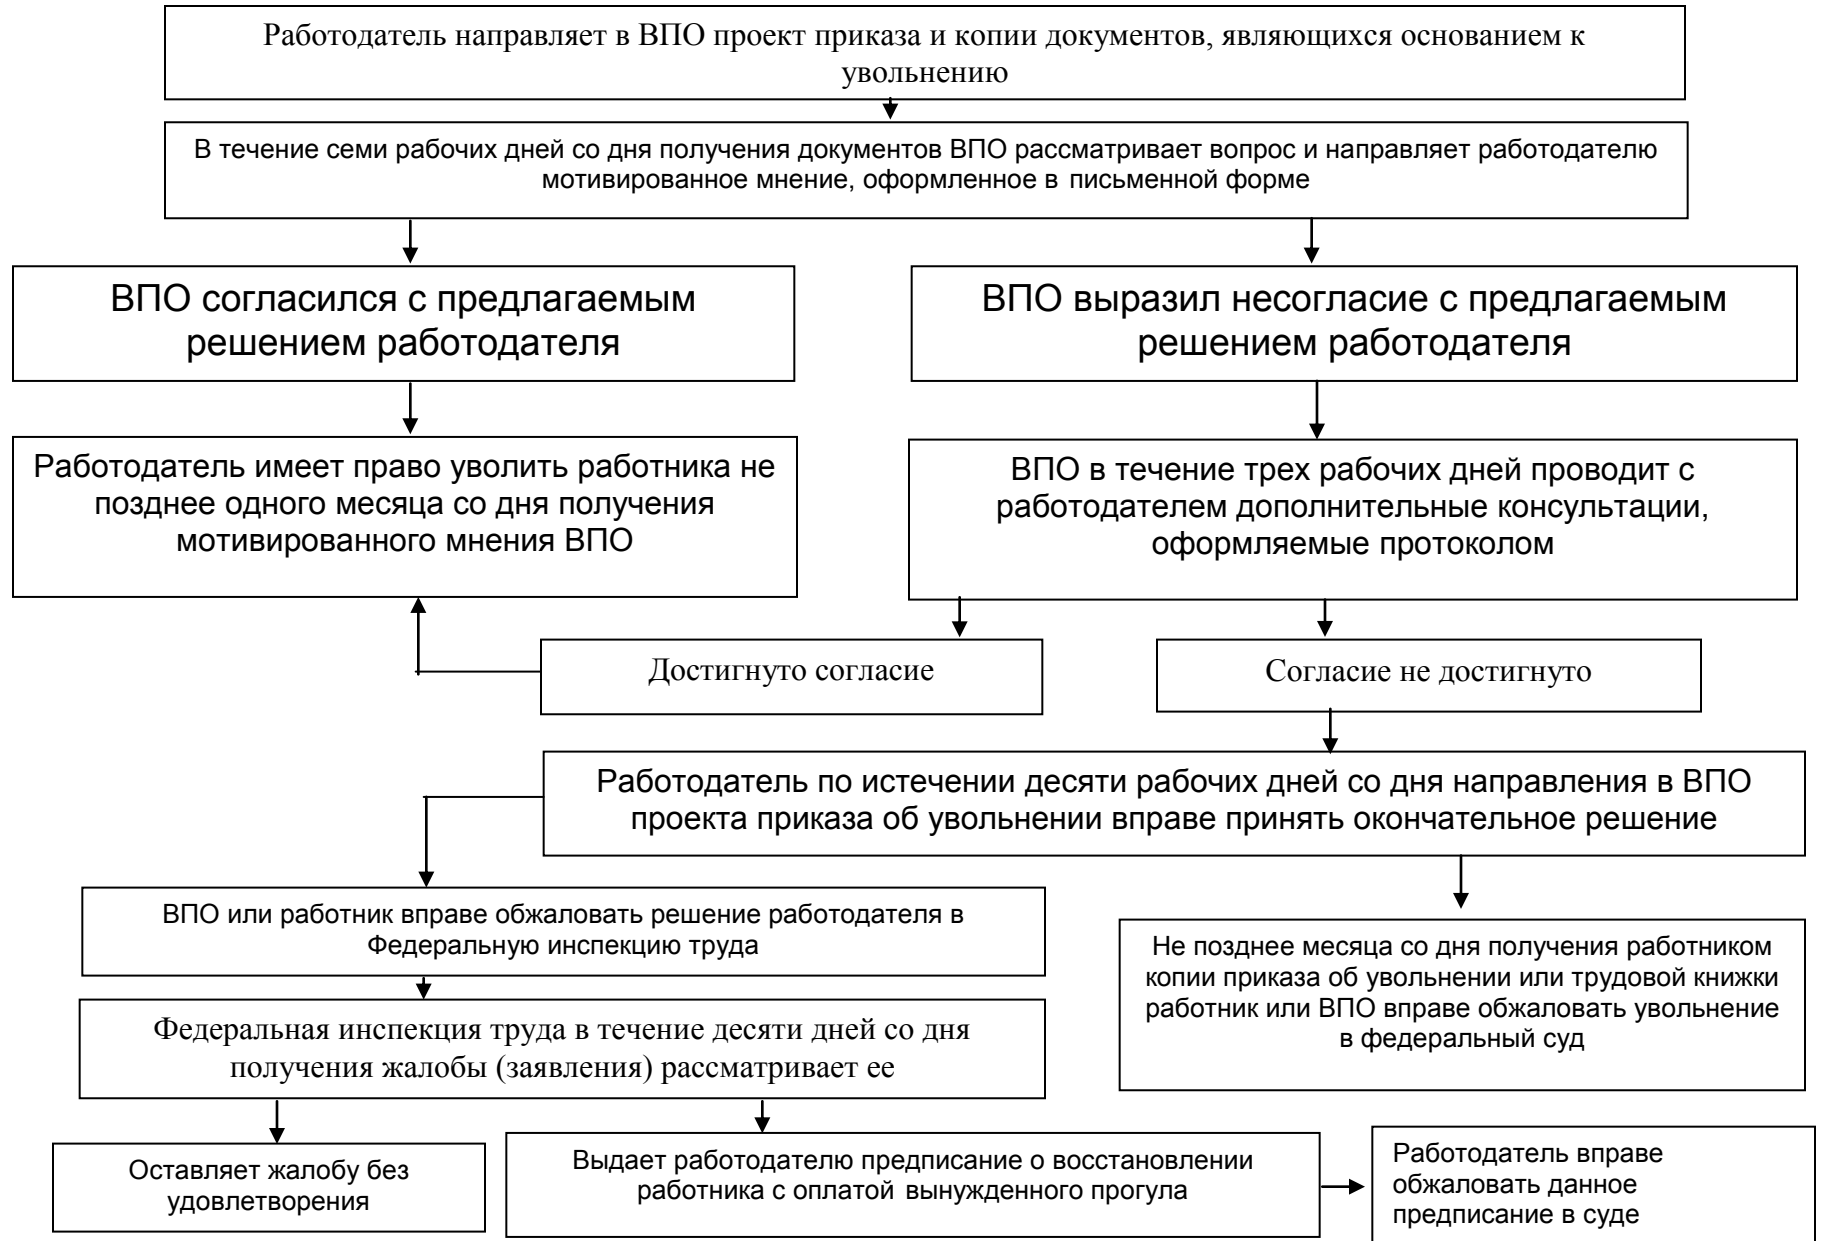 Работодатель направляет в ВПО проект приказа и копии документов, являющихся основанием к
увольнению
В течение семи рабочих дней со дня получения документов ВПО рассматривает вопрос и направляет работодателю
мотивированное мнение, оформленное в письменной форме
ВПО согласился с предлагаемым
решением работодателя
ВПО выразил несогласие с предлагаемым
решением работодателя
Работодатель имеет право уволить работника не
позднее одного месяца со дня получения
мотивированного мнения ВПО
ВПО в течение трех рабочих дней проводит с
работодателем дополнительные консультации,
оформляемые протоколом
Достигнуто согласие
Согласие не достигнуто
Работодатель по истечении десяти рабочих дней со дня направления в ВПО
проекта приказа об увольнении вправе принять окончательное решение
ВПО или работник вправе обжаловать решение работодателя в
Федеральную инспекцию труда
Не позднее месяца со дня получения работником
копии приказа об увольнении или трудовой книжки
работник или ВПО вправе обжаловать увольнение
в федеральный суд
Федеральная инспекция труда в течение десяти дней со дня
получения жалобы (заявления) рассматривает ее
Оставляет жалобу без
удовлетворения
Выдает работодателю предписание о восстановлении
работника с оплатой вынужденного прогула
Работодатель вправе
обжаловать данное
предписание в суде